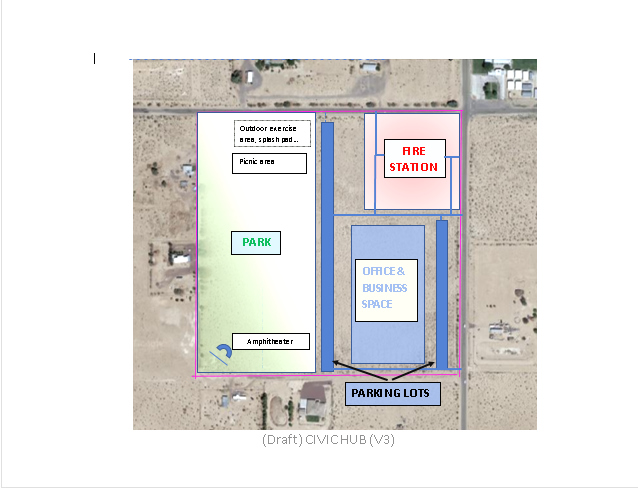 Outdoor exercise
area, splash pad...
Picnic area
FIRE
STATION
PARK
OFFICE &
BUSINESS
SPACE
Amphitheater
PARKING LOTS
(Draft) CIVIC HUB (V3)